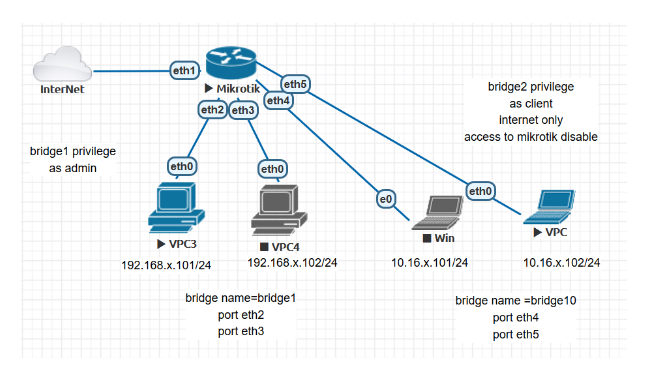 eth1
InterNet
▶ Mikrotik
eth5
eth4
eth2
eth3
bridge2 privilege
as client
internet only
access to mikrotik disable
bridge1 privilege
as admin
eth0
eth0
e0
eth0
▶ VPC3
■ VPC4
■ Win
▶ VPC
192.168.x.101/24
192.168.x.102/24
10.16.x.101/24
10.16.x.102/24
bridge name=bridge1
port eth2
port eth3
bridge name =bridge10
port eth4
port eth5